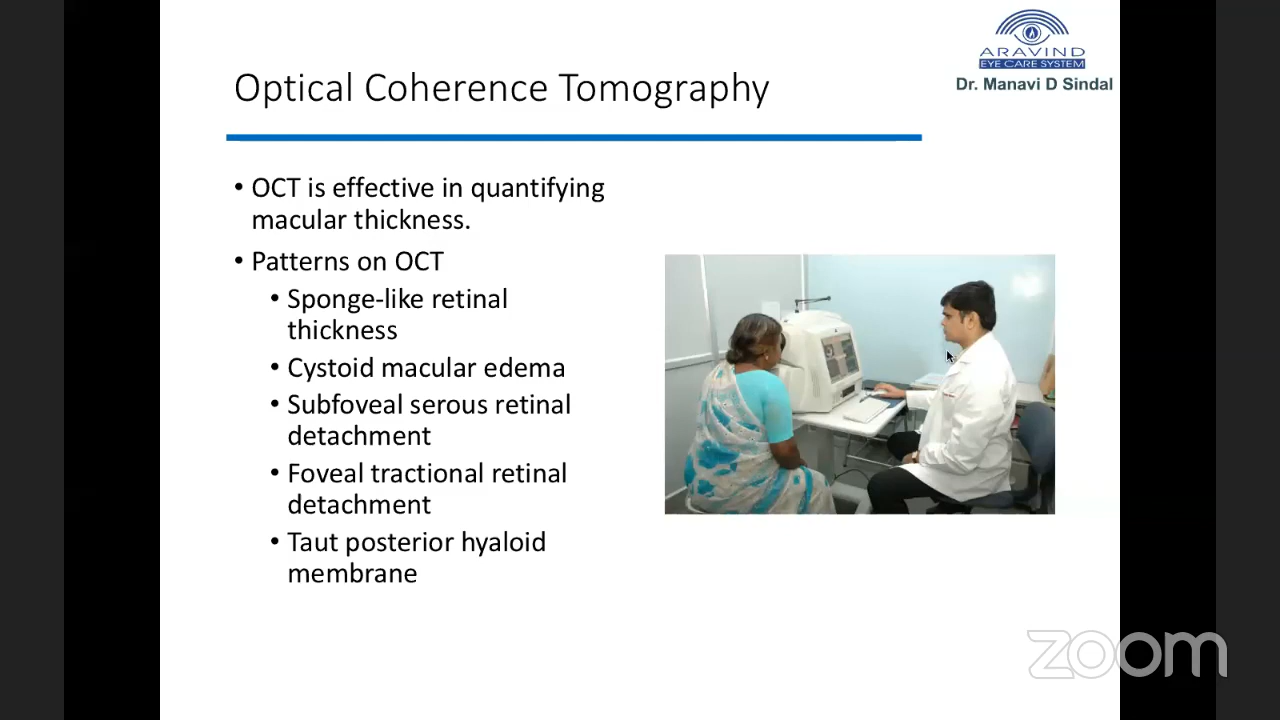 ARAVIND
EYE CARE SYSTEM
Dr. Manavi D Sindal
Optical Coherence Tomography
• OCT is effective in quantifying
macular thickness.
• Patterns on OCT
• Sponge-like retinal
thickness
• Cystoid macular edema
• Subfoveal serous retinal
detachment
• Foveal tractional retinal
detachment
• Taut posterior hyaloid
membrane
zoom